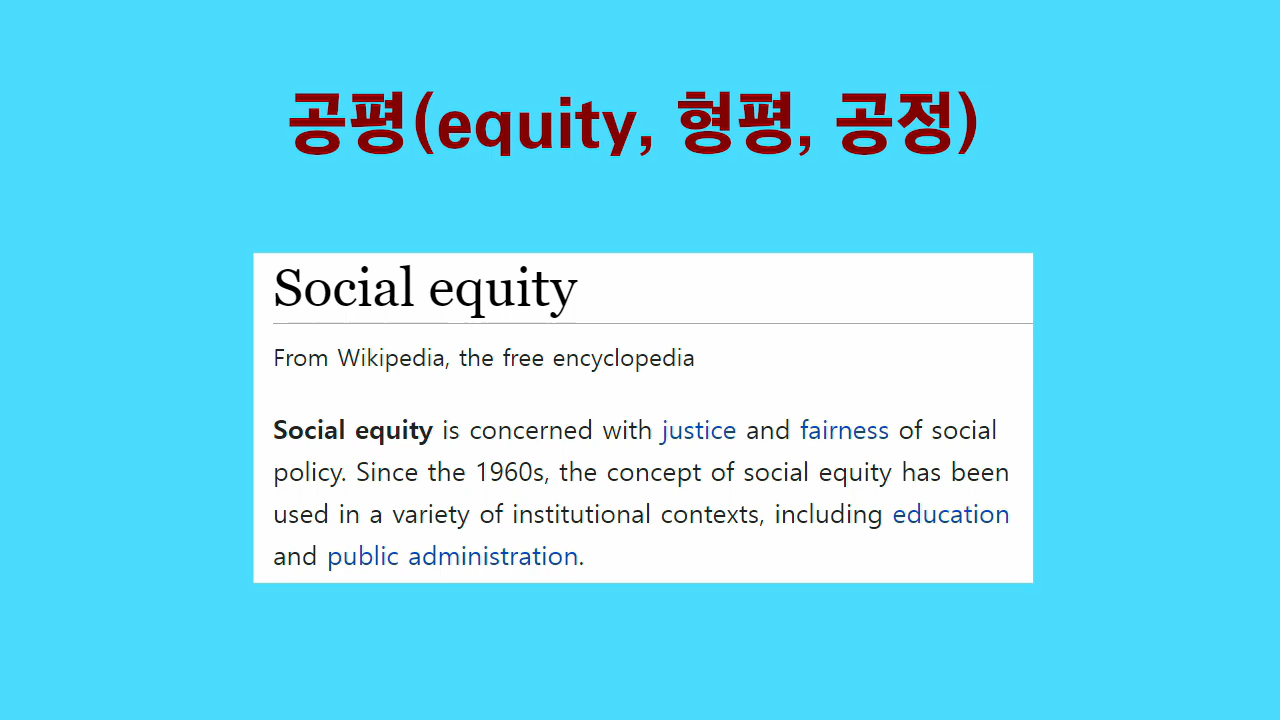 공평(equity, 형평, 공정)
Social equity
From Wikipedia, the free encyclopedia
Social equity is concerned with justice and fairness of social
policy. Since the 1960s, the concept of social equity has been
used in a variety of institutional contexts, including education
and public administration.